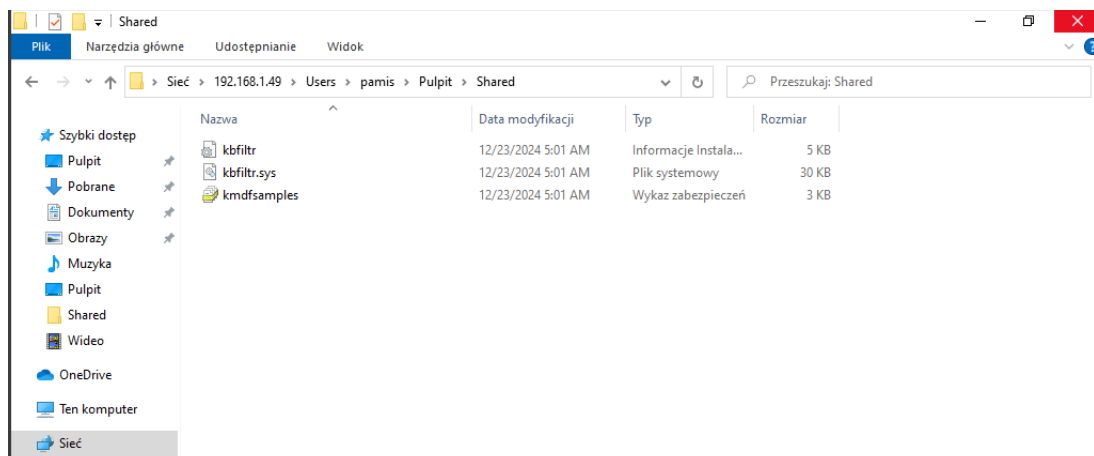 Shared
Plik Narzędzia główne Udostępnianie Widok
Sieć > 192.168.1.49 > Users > pamis > Pulpit > Shared
Przeszukaj: Shared
Nazwa Data modyfikacji Typ Rozmiar
kbfiltr 12/23/2024 5:01 AM Informacje Instala... 5 KB
kbfiltr.sys 12/23/2024 5:01 AM Plik systemowy 30 KB
kmdfsamples 12/23/2024 5:01 AM Wykaz zabezpieczeń 3 KB
Szybki dostęp
Pulpit
Pobrane
Dokumenty
Obrazy
Muzyka
Pulpit
Shared
Wideo
OneDrive
Ten komputer
Sieć